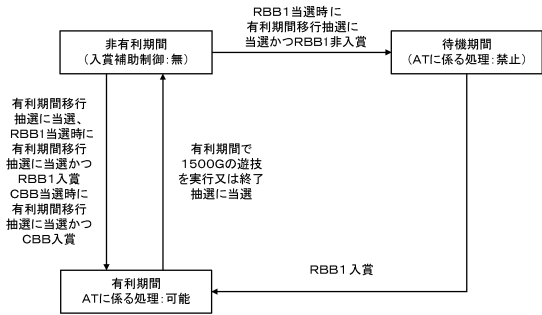 RBB1当選時に
有利期間移行抽選に
当選かつRBB1非入賞
非有利期間
（入賞補助制御：無）
待機期間
（ATに係る処理：禁止）
有利期間移行
抽選に当選、
RBB1当選時に
有利期間移行
抽選に当選かつ
RBB1入賞
CBB当選時に
有利期間移行
抽選に当選かつ
CBB入賞
有利期間で
1500Gの遊技
を実行又は終了
抽選に当選
RBB1入賞
有利期間
ATに係る処理：可能